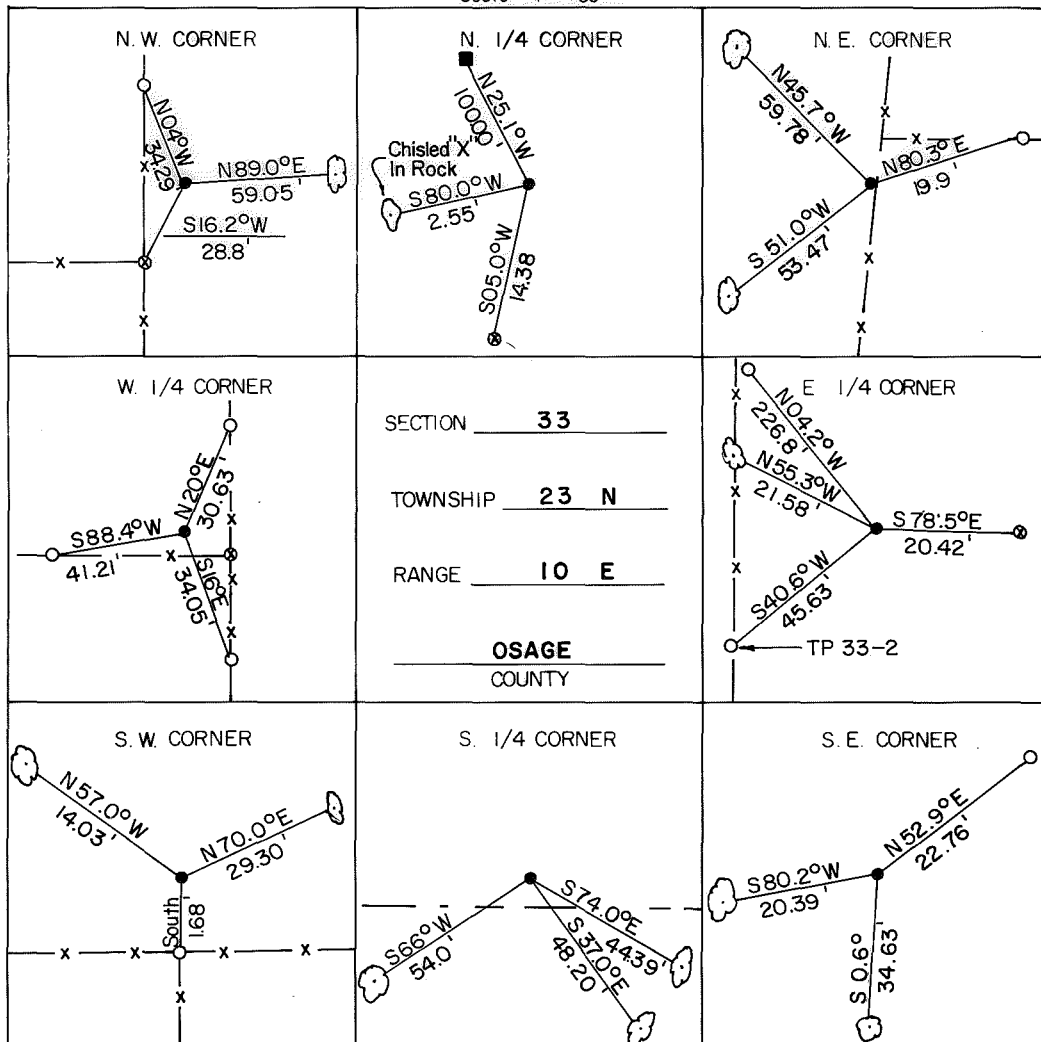 N. W. CORNER
N04°W
34.29
N89.0°E
59.05'
S16.2°W
28.8'
N. 1/4 CORNER
N 25.1°W
100.00'
Chisled "X"
In Rock
S80.0°W
2.55'
S05.0°W
14.38
N.E. CORNER
N45.7°W
59.78'
N80.3°E
19.9'
S 51.0°W
53.47'
W. 1/4 CORNER
N20°E
30.63'
S88.4°W
41.21'
S16°E
34.05'
SECTION 33
TOWNSHIP 23 N
RANGE 10 E
OSAGE
COUNTY
E 1/4 CORNER
N04.2°W
226.8'
N55.3°W
21.58'
S78.5°E
20.42'
S40.6°W
45.63'
TP 33-2
S. W. CORNER
N57.0°W
14.03'
N70.0°E
29.30'
South
1.68'
S. 1/4 CORNER
S66°W
54.0'
S74.0°E
44.39'
S 37.0°E
48.20'
S. E. CORNER
N52.9°E
22.76'
S80.2°W
20.39'
S 0.6°
34.63'